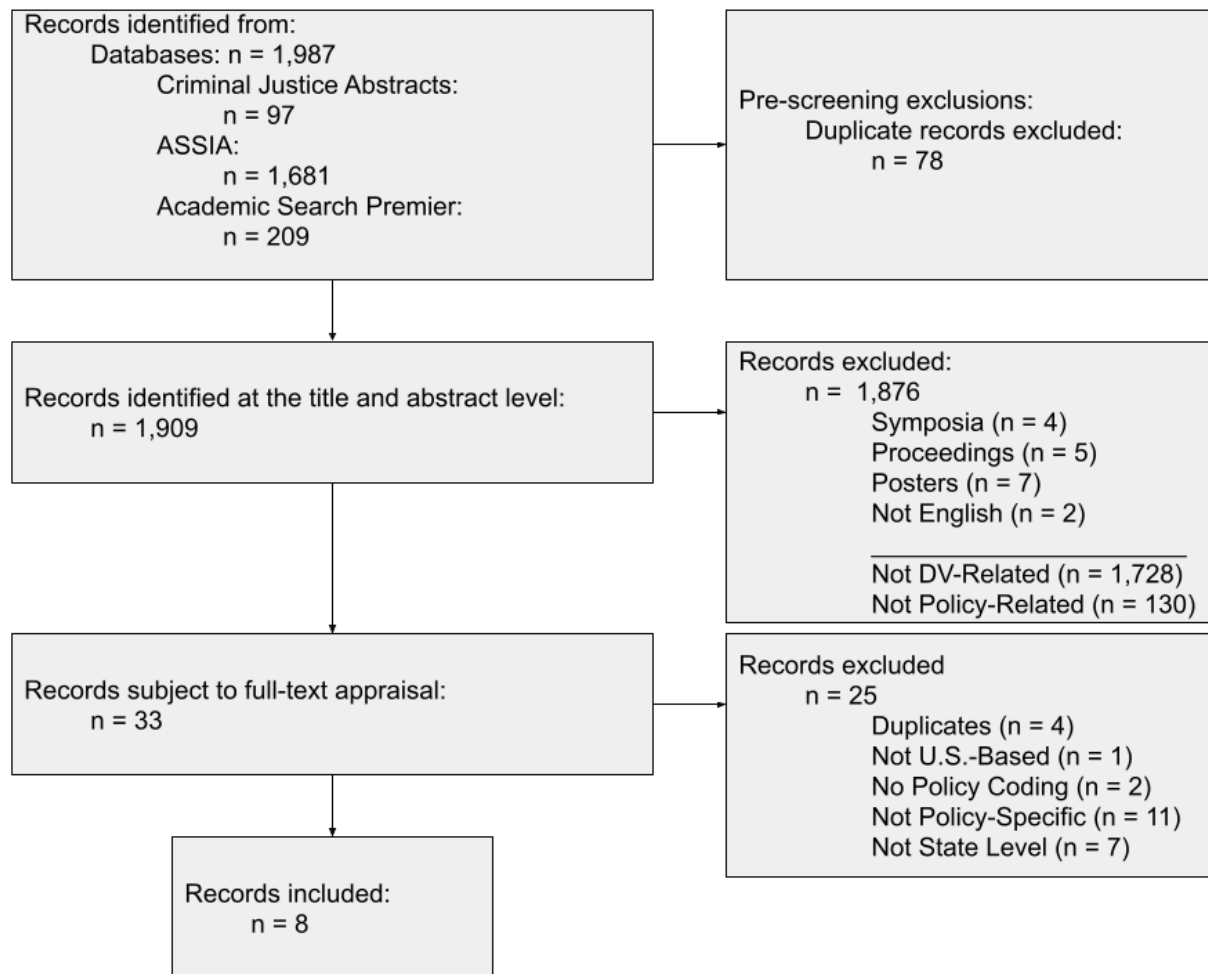 Records identified from:
Databases: n = 1,987
Criminal Justice Abstracts:
n = 97
ASSIA:
n = 1,681
Academic Search Premier:
n = 209
Pre-screening exclusions:
Duplicate records excluded:
n = 78
Records identified at the title and abstract level:
n = 1,909
Records excluded:
n = 1,876
Symposia (n = 4)
Proceedings (n = 5)
Posters (n = 7)
Not English (n = 2)
Not DV-Related (n = 1,728)
Not Policy-Related (n = 130)
Records subject to full-text appraisal:
n = 33
Records excluded
n = 25
Duplicates (n = 4)
Not U.S.-Based (n = 1)
No Policy Coding (n = 2)
Not Policy-Specific (n = 11)
Not State Level (n = 7)
Records included:
n = 8